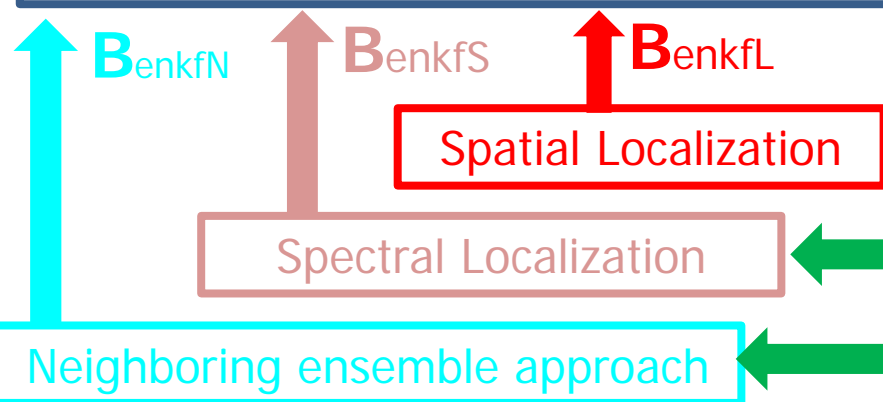 BenkfN
BenkfS
BenkfL
Spatial Localization
Spectral Localization
Neighboring ensemble approach